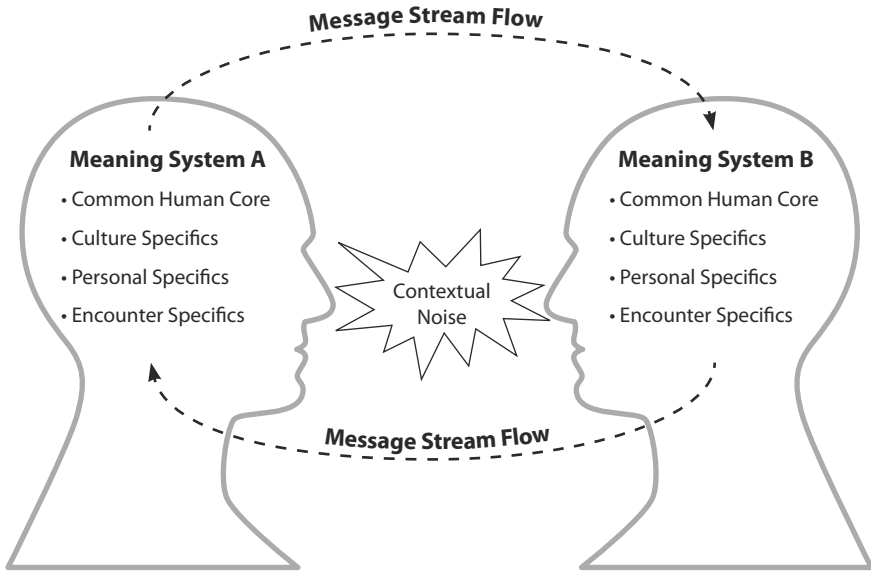 Message Stream Flow
Meaning System A
• Common Human Core
• Culture Specifics
• Personal Specifics
• Encounter Specifics
Contextual
Noise
Meaning System B
• Common Human Core
• Culture Specifics
• Personal Specifics
• Encounter Specifics
Message Stream Flow